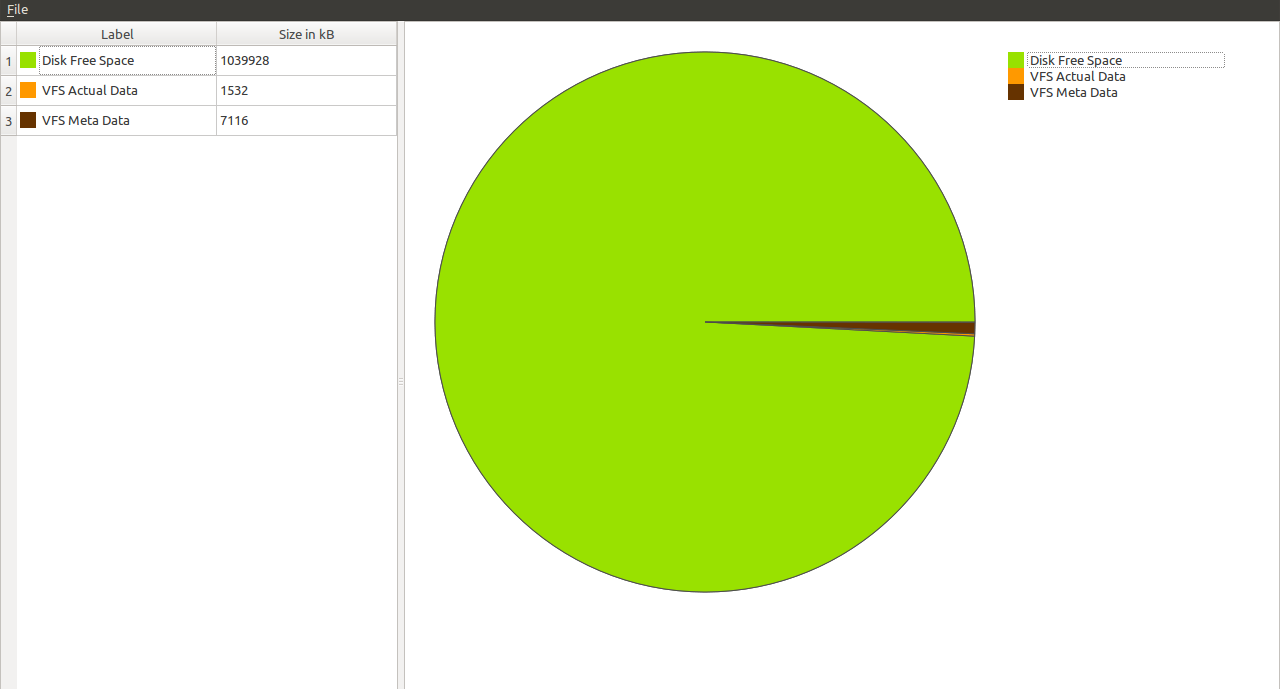 File
Label Size in kB
1 Disk Free Space 1039928
2 VFS Actual Data 1532
3 VFS Meta Data 7116
Disk Free Space
VFS Actual Data
VFS Meta Data